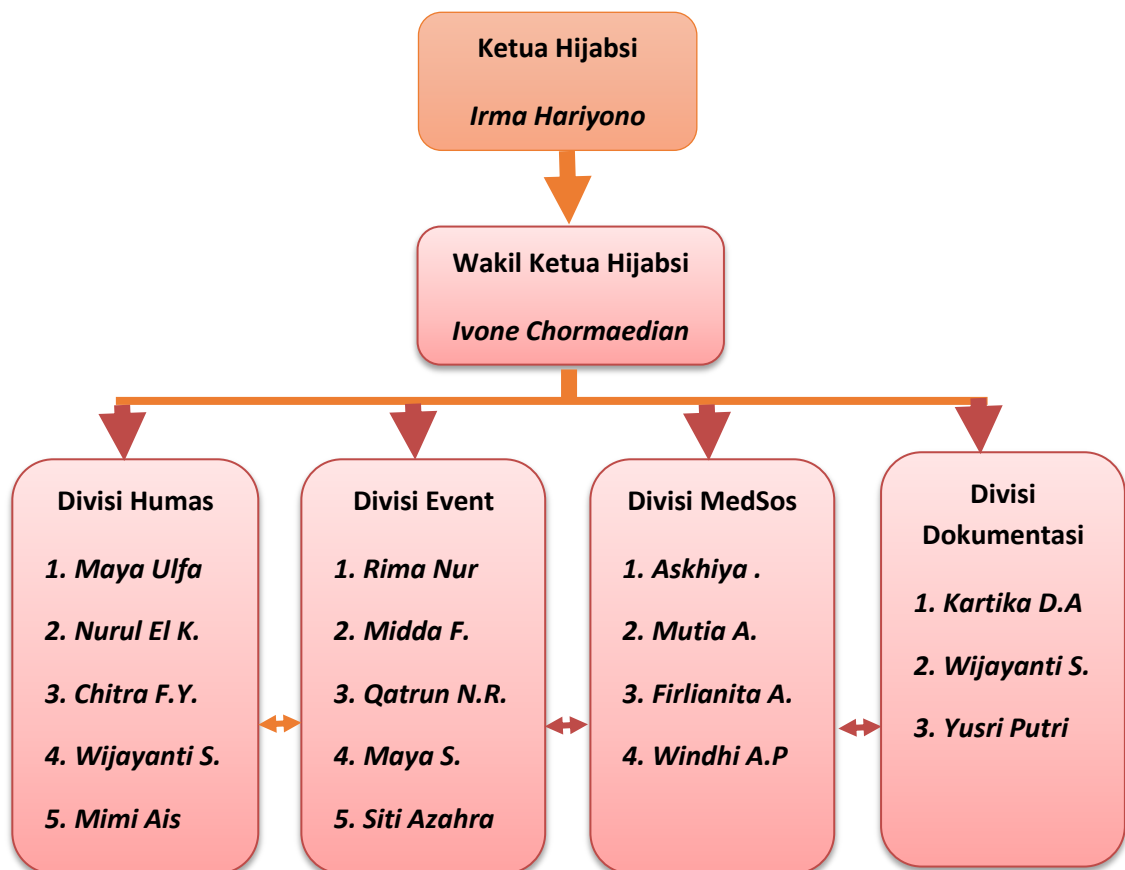 Ketua Hijabsi
Irma Hariyono
Wakil Ketua Hijabsi
Ivone Chormaedian
Divisi Humas
1. Maya Ulfa
2. Nurul El K.
3. Chitra F.Y.
4. Wijayanti S.
5. Mimi Ais
Divisi Event
1. Rima Nur
2. Midda F.
3. Qatrun N.R.
4. Maya S.
5. Siti Azahra
Divisi MedSos
1. Askhiya .
2. Mutia A.
3. Firlianita A.
4. Windhi A.P
Divisi
Dokumentasi
1. Kartika D.A
2. Wijayanti S.
3. Yusri Putri